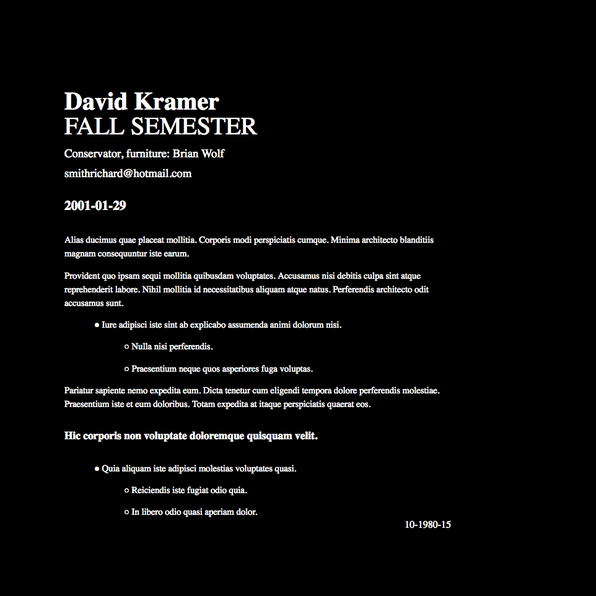 David Kramer
FALL SEMESTER
Conservator, furniture: Brian Wolf
smithrichard@hotmail.com
2001-01-29
Alias ducimus quae placeat mollitia. Corporis modi perspiciatis cumque. Minima architecto blanditiis
magnam consequuntur iste earum.
Provident quo ipsam sequi mollitia quibusdam voluptates. Accusamus nisi debitis culpa sint atque
reprehenderit labore. Nihil mollitia id necessitatibus aliquam atque natus. Perferendis architecto odit
accusamus sunt.
● Iure adipisci iste sint ab explicabo assumenda animi dolorum nisi.
○ Nulla nisi perferendis.
○ Praesentium neque quos asperiores fuga voluptas.
Pariatur sapiente nemo expedita eum. Dicta tenetur cum eligendi tempora dolore perferendis molestiae.
Praesentium iste et eum doloribus. Totam expedita at itaque perspiciatis quaerat eos.
Hic corporis non voluptate doloremque quisquam velit.
● Quia aliquam iste adipisci molestias voluptates quasi.
○ Reiciendis iste fugiat odio quia.
○ In libero odio quasi aperiam dolor.
10-1980-15